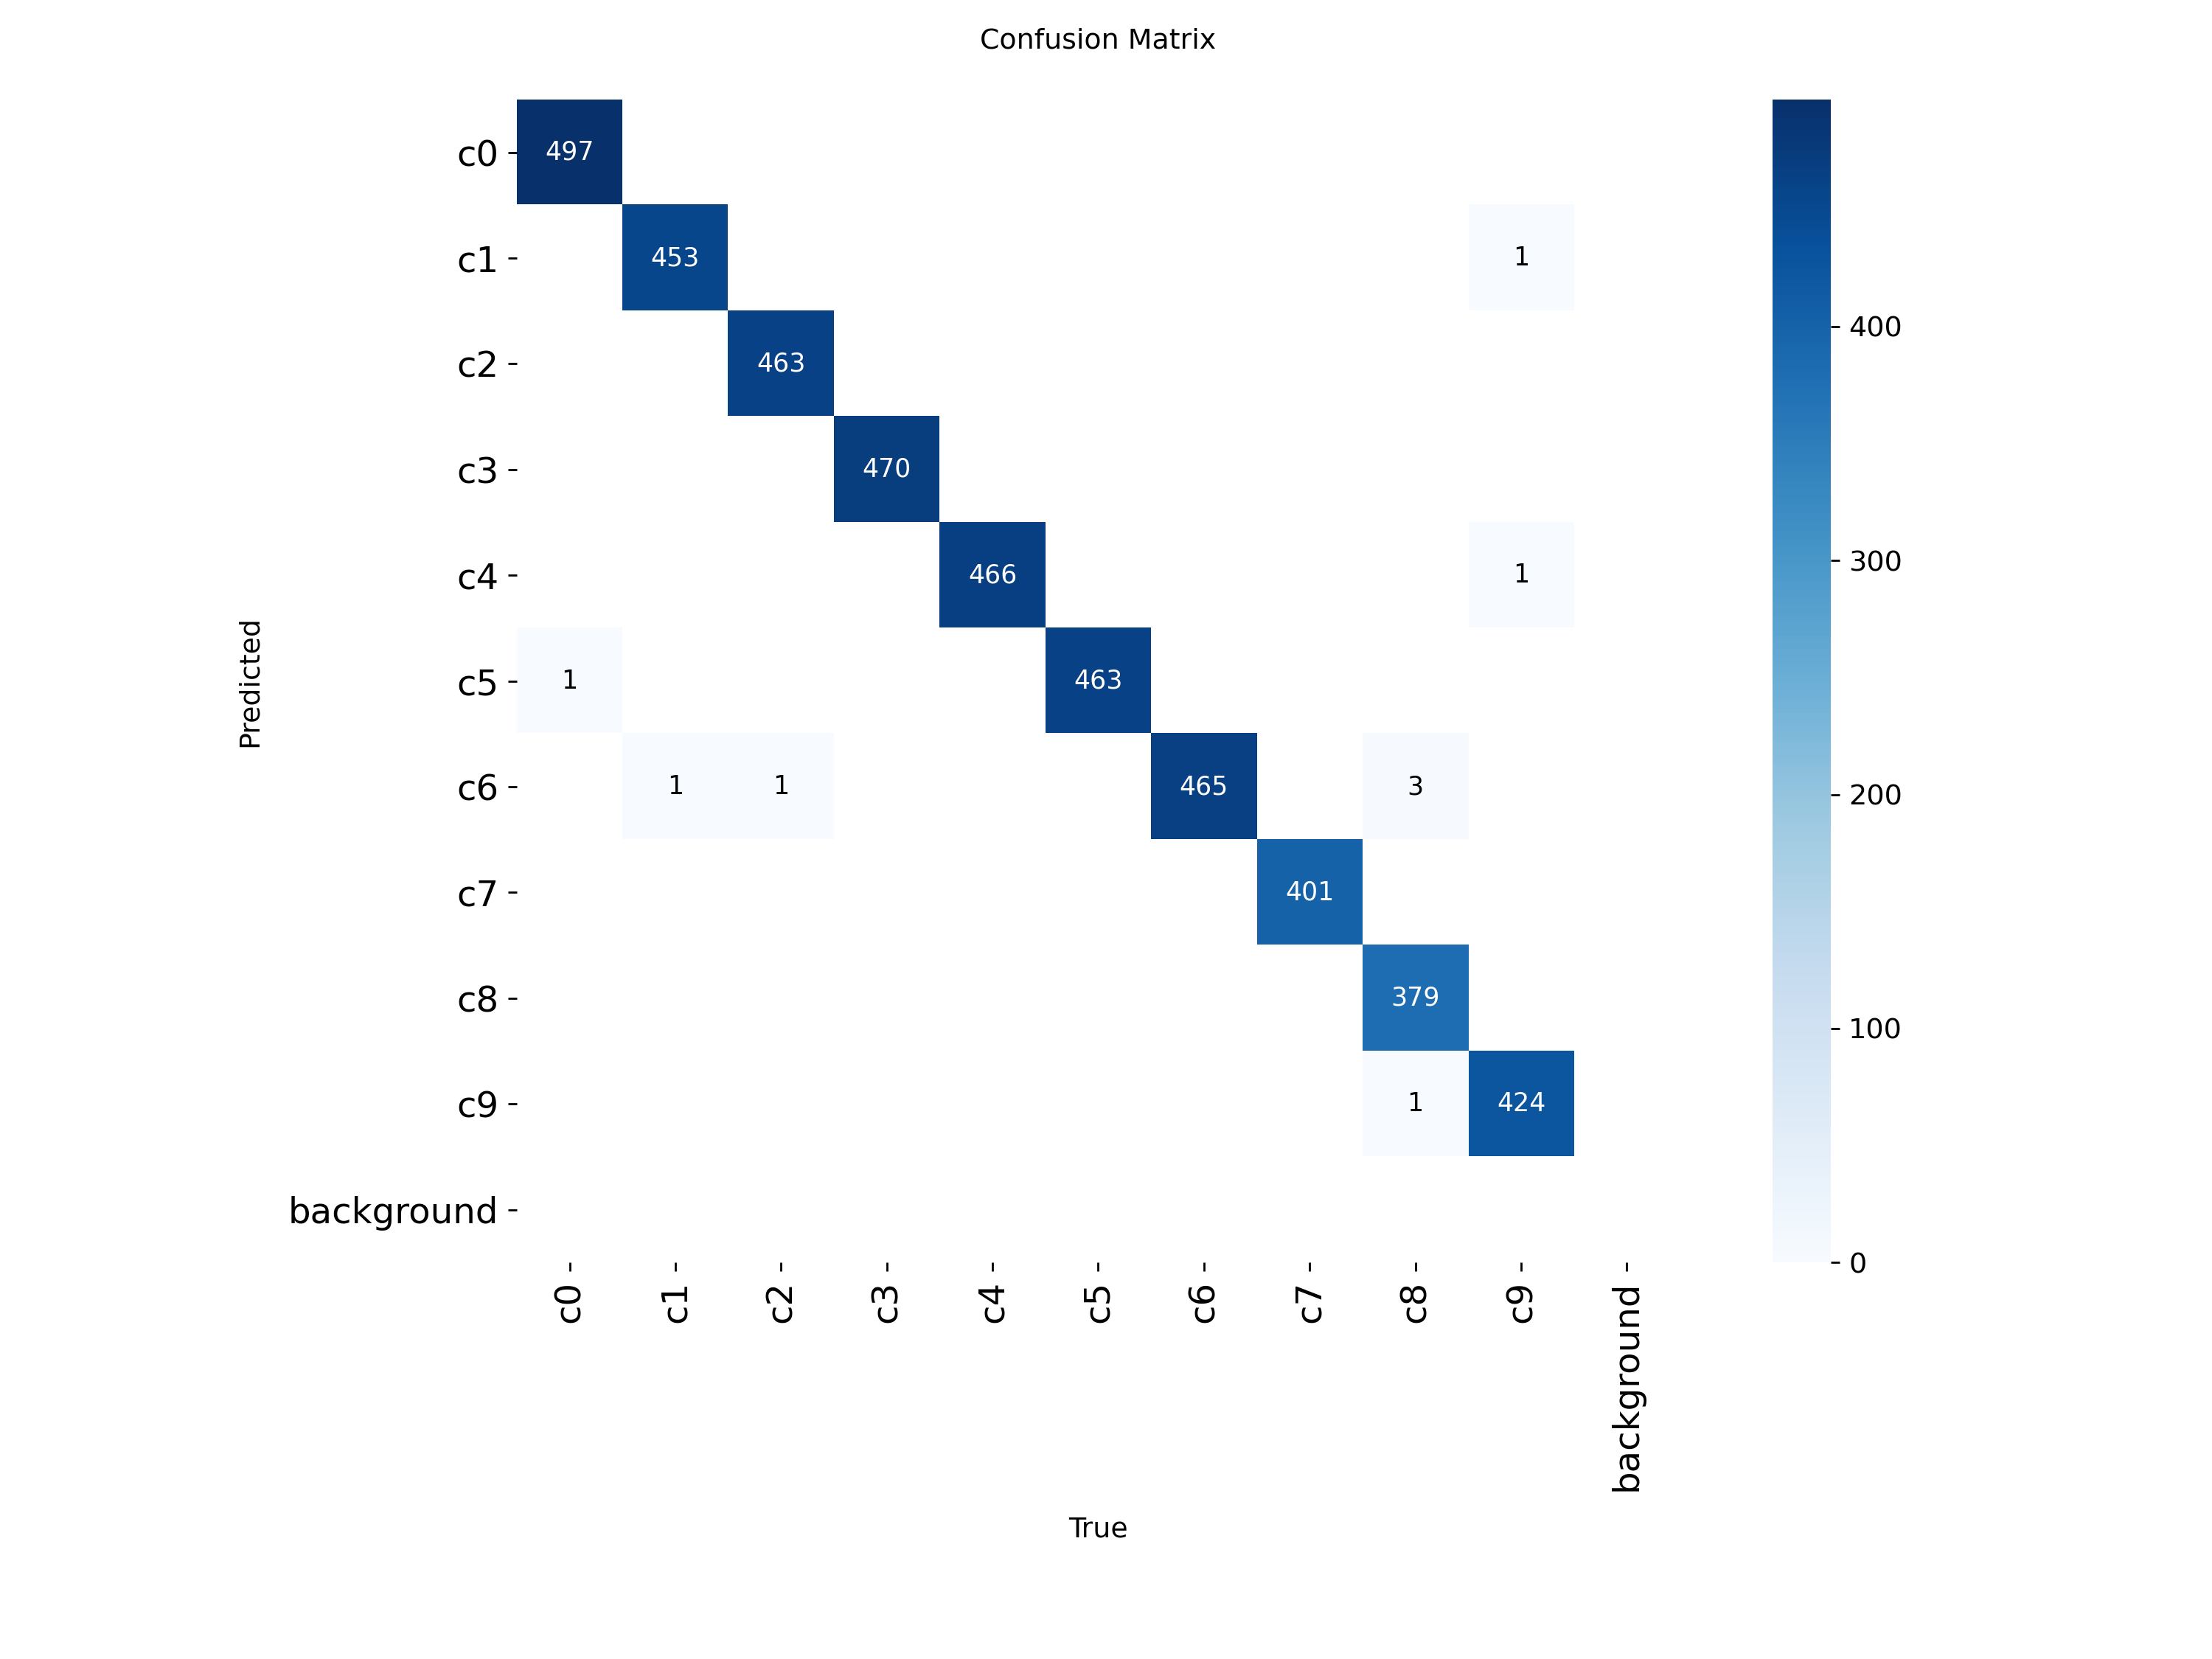 Confusion Matrix
c0 497
c1 453 1
c2 463
c3 470
c4 466 1
c5 1 463
c6 1 1 465 3
c7 401
c8 379
c9 1 424
background
c0 c1 c2 c3 c4 c5 c6 c7 c8 c9 background
Predicted
True
400
300
200
100
0